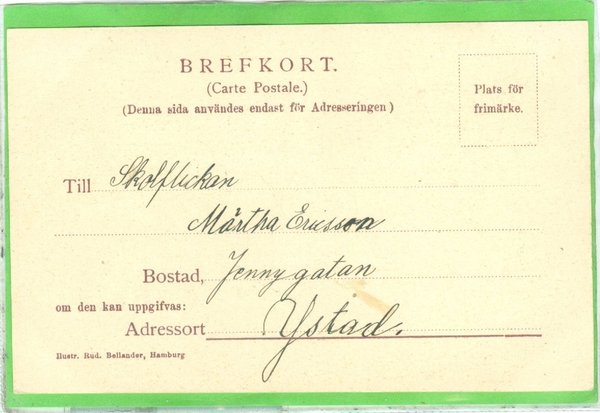 BREFKORT.
(Carte Postale.)
(Denna sida användes endast för Adresseringen)
Plats för
frimärke.
Till Skolflickan
Märtha Ericsson
Bostad, Jennygatan
om den kan uppgifvas:
Adressort Ystad.
Illustr. Rud. Bellander, Hamburg